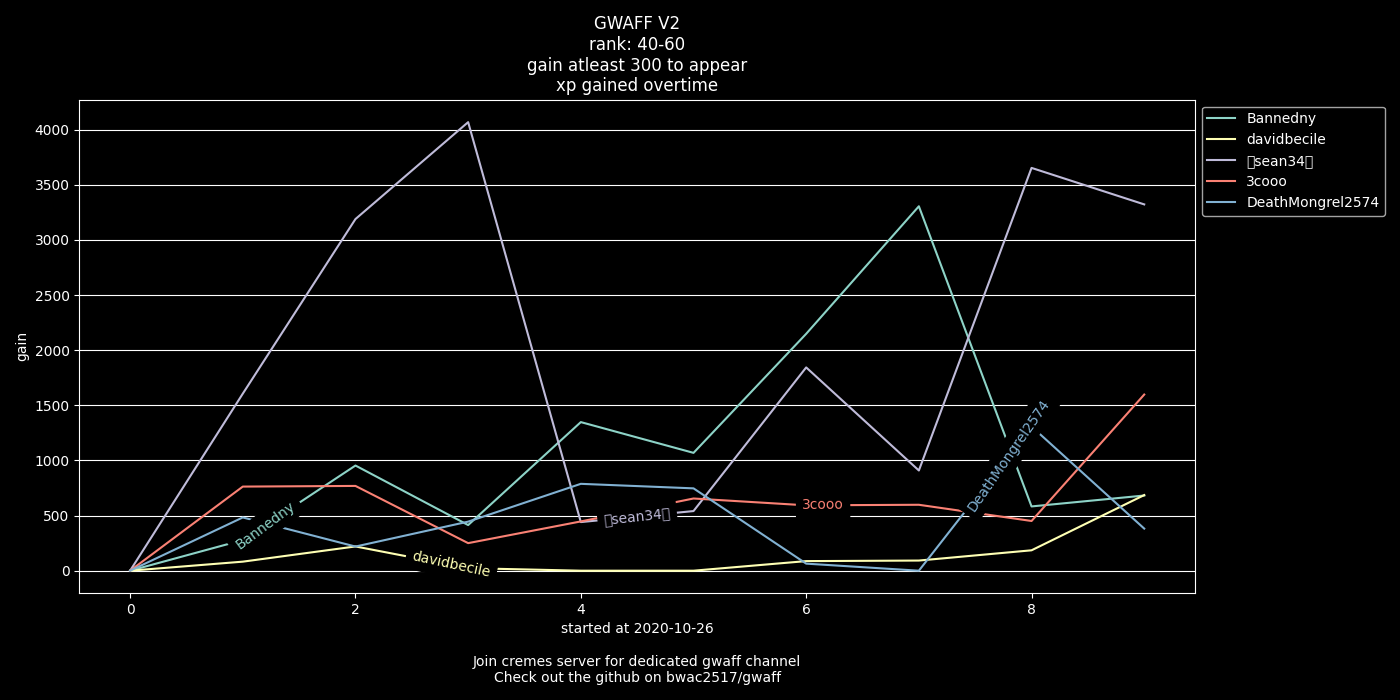 GWAFF V2
rank: 40-60
gain atleast 300 to appear
xp gained overtime
4000
3500
3000
2500
2000
1500
1000
500
0
gain
0
2
4
6
8
started at 2020-10-26
Bannedny
davidbecile
sean34
3cooo
DeathMongrel2574
Bannedny
davidbecile
sean34
3cooo
DeathMongrel2574
Join cremes server for dedicated gwaff channel
Check out the github on bwac2517/gwaff